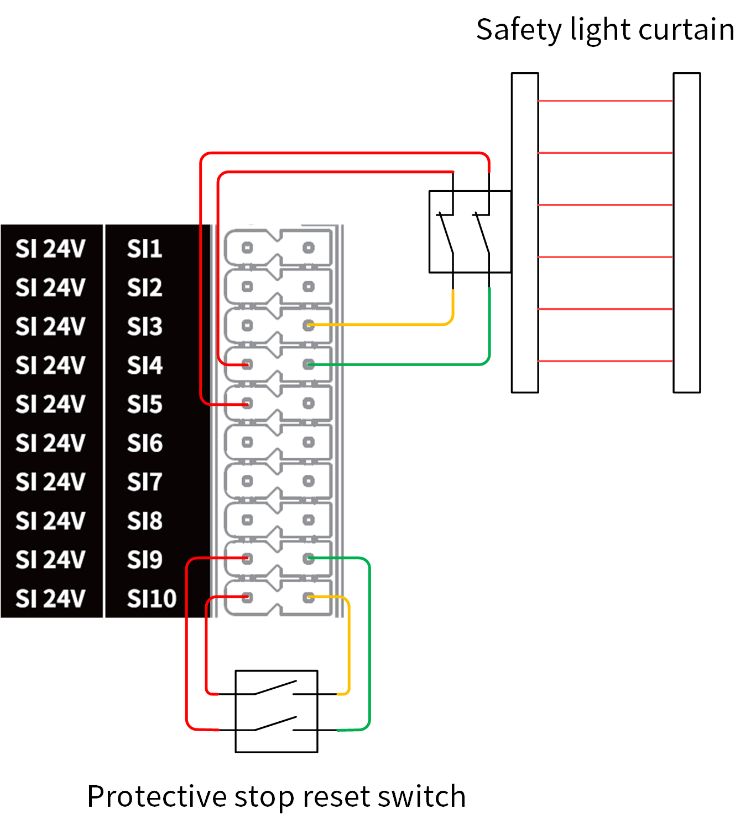 Safety light curtain
SI 24V SI1
SI 24V SI2
SI 24V SI3
SI 24V SI4
SI 24V SI5
SI 24V SI6
SI 24V SI7
SI 24V SI8
SI 24V SI9
SI 24V SI10
Protective stop reset switch